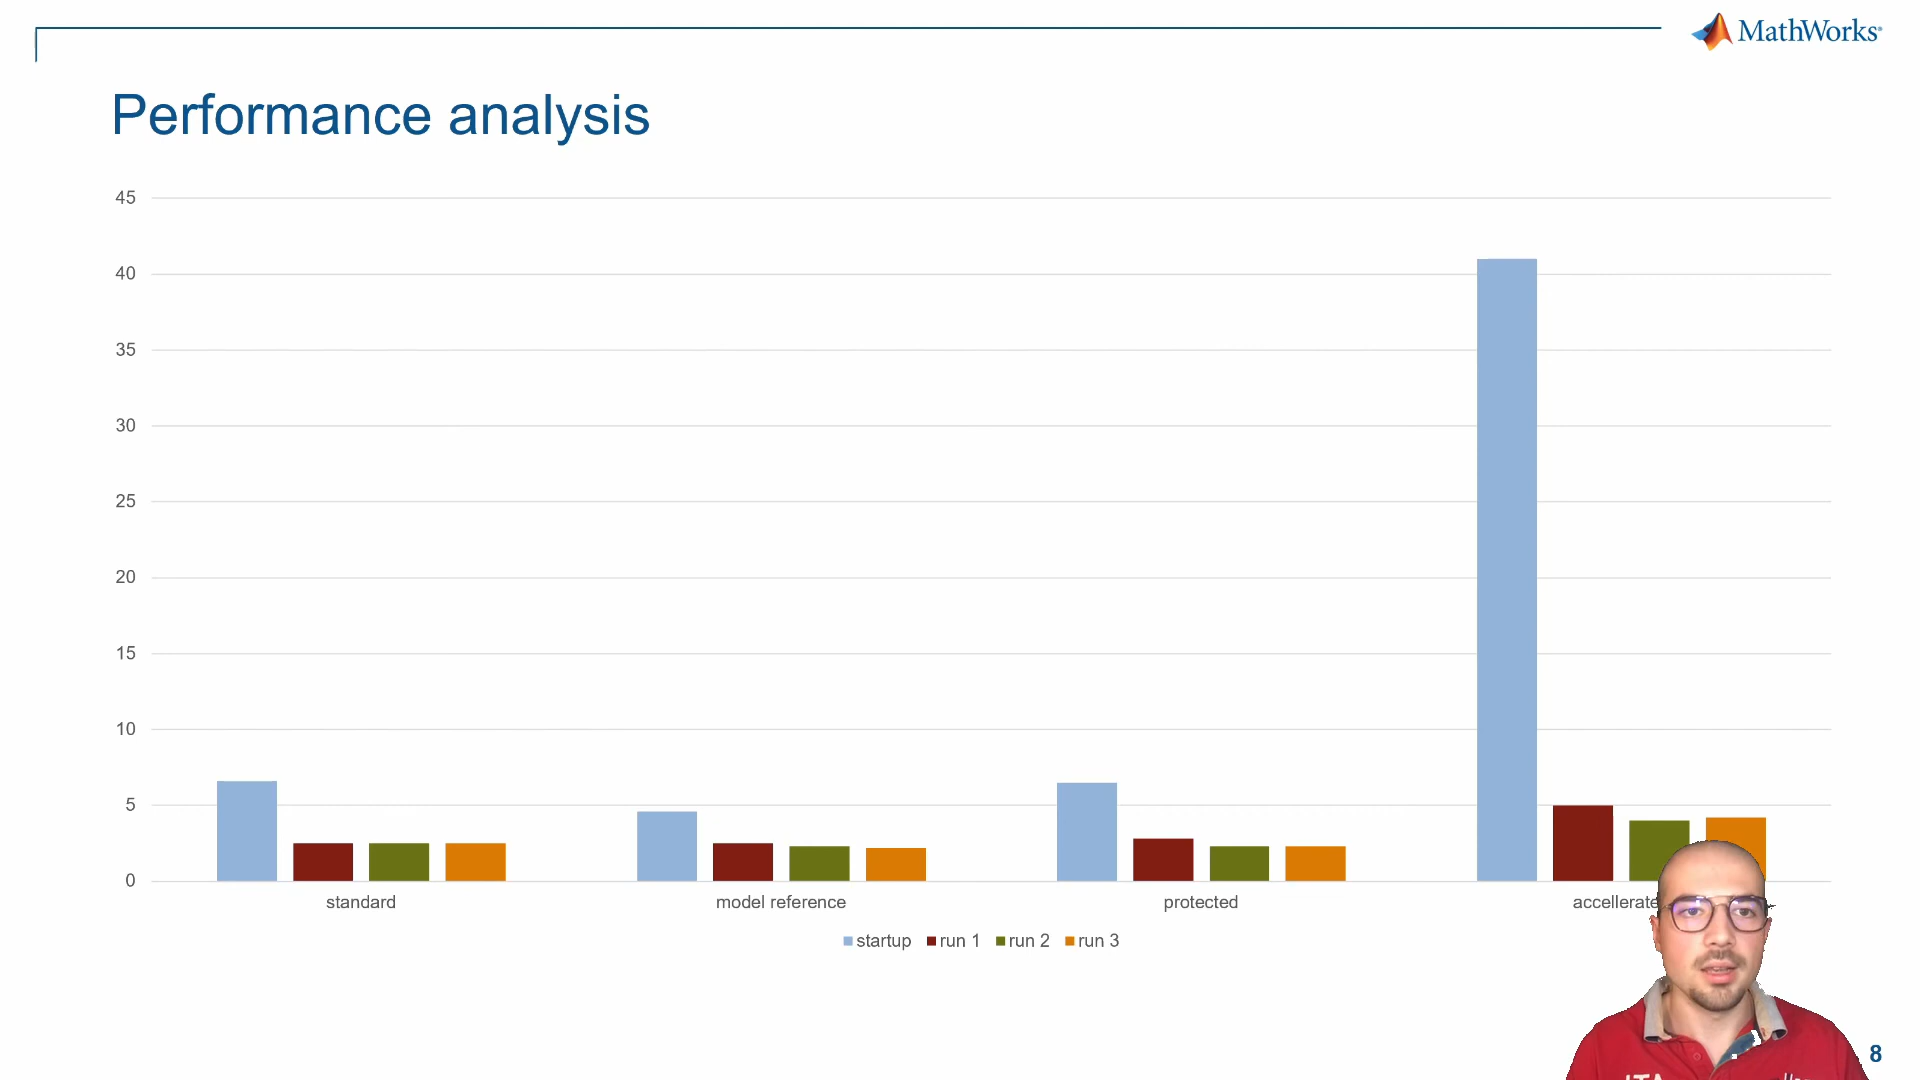 MathWorks®
Performance analysis
45
40
35
30
25
20
15
10
5
0
standard model reference protected accellerate
startup run 1 run 2 run 3
ITA
8